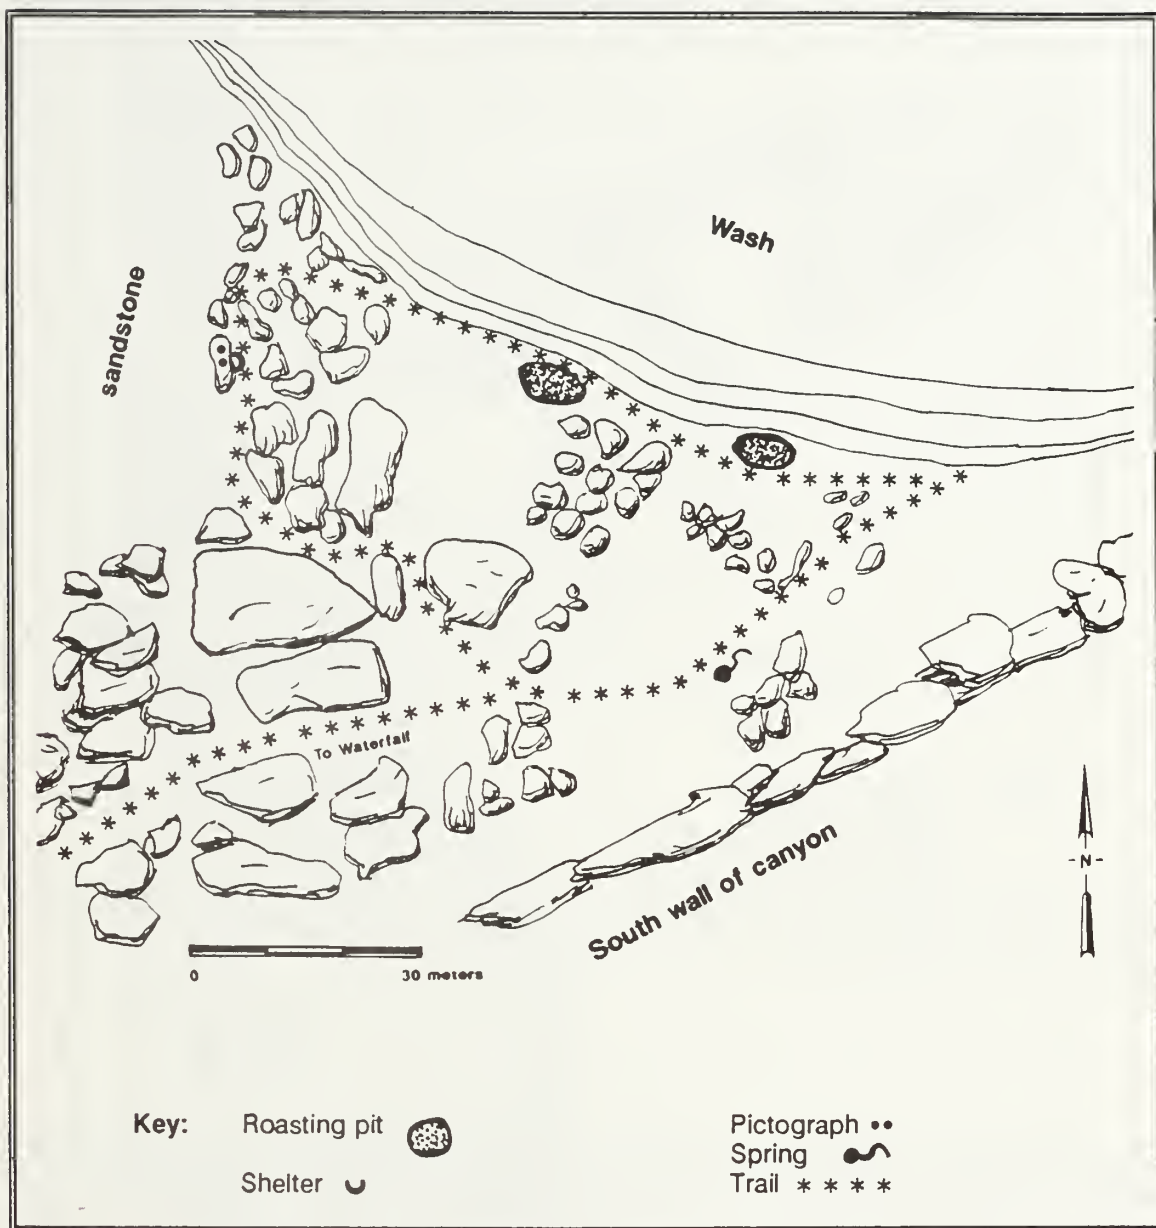 Wash
sandstone
To Waterfall
South wall of canyon
-N-
0 30 meters
Key: Roasting pit
Shelter
Pictograph
Spring
Trail